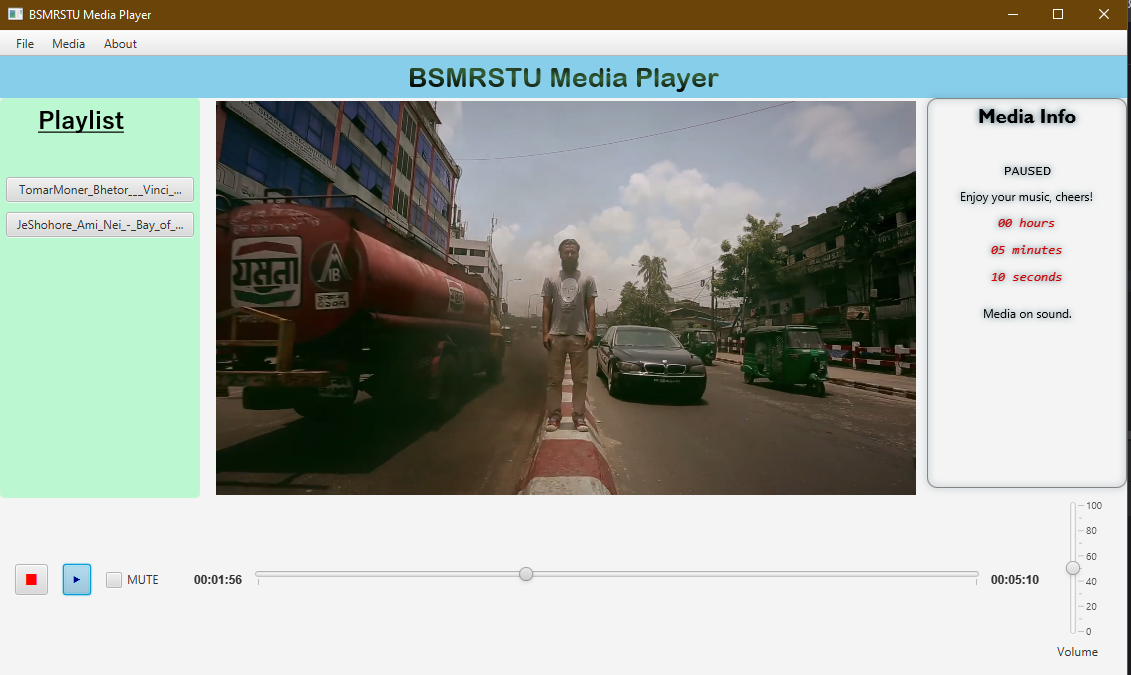 BSMRSTU Media Player
File Media About
BSMRSTU Media Player
Playlist
TomarMoner_Bhetor___Vinci_...
JeShohore_Ami_Nei_-_Bay_of_...
যমুনা
Media Info
PAUSED
Enjoy your music, cheers!
00 hours
05 minutes
10 seconds
Media on sound.
100
80
60
40
20
0
Volume
MUTE
00:01:56
00:05:10